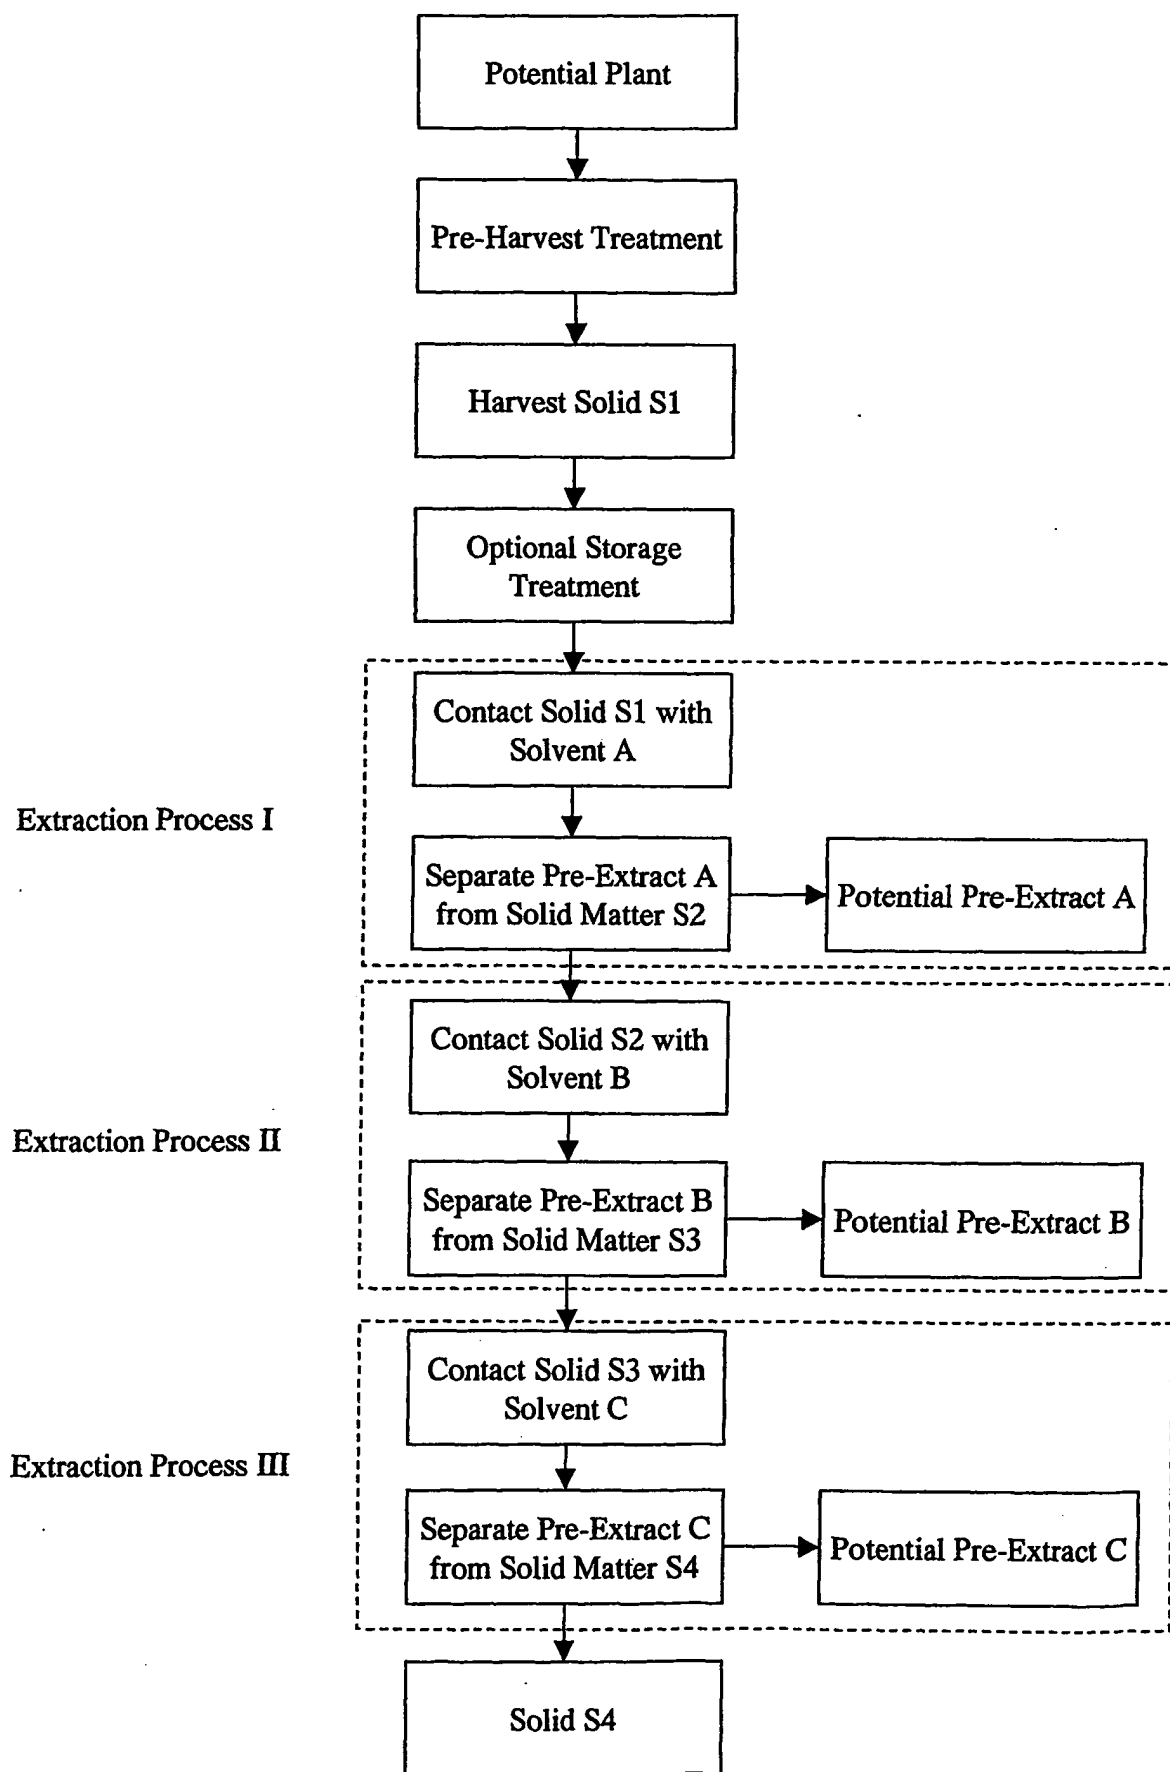 Potential Plant
Pre-Harvest Treatment
Harvest Solid S1
Optional Storage
Treatment
Contact Solid S1 with
Solvent A
Extraction Process I
Separate Pre-Extract A
from Solid Matter S2
Potential Pre-Extract A
Contact Solid S2 with
Solvent B
Extraction Process II
Separate Pre-Extract B
from Solid Matter S3
Potential Pre-Extract B
Contact Solid S3 with
Solvent C
Extraction Process III
Separate Pre-Extract C
from Solid Matter S4
Potential Pre-Extract C
Solid S4